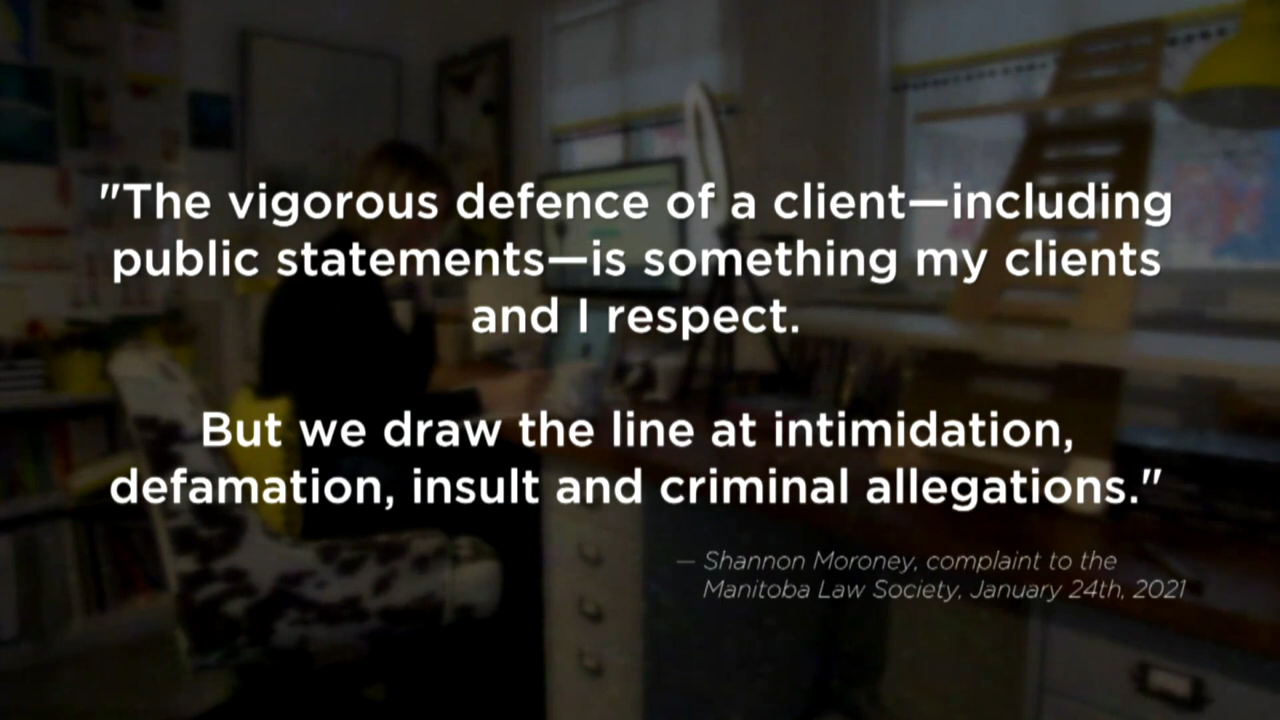 "The vigorous defence of a client—including
public statements—is something my clients
and I respect.
But we draw the line at intimidation,
defamation, insult and criminal allegations."
— Shannon Moroney, complaint to the
Manitoba Law Society, January 24th, 2021